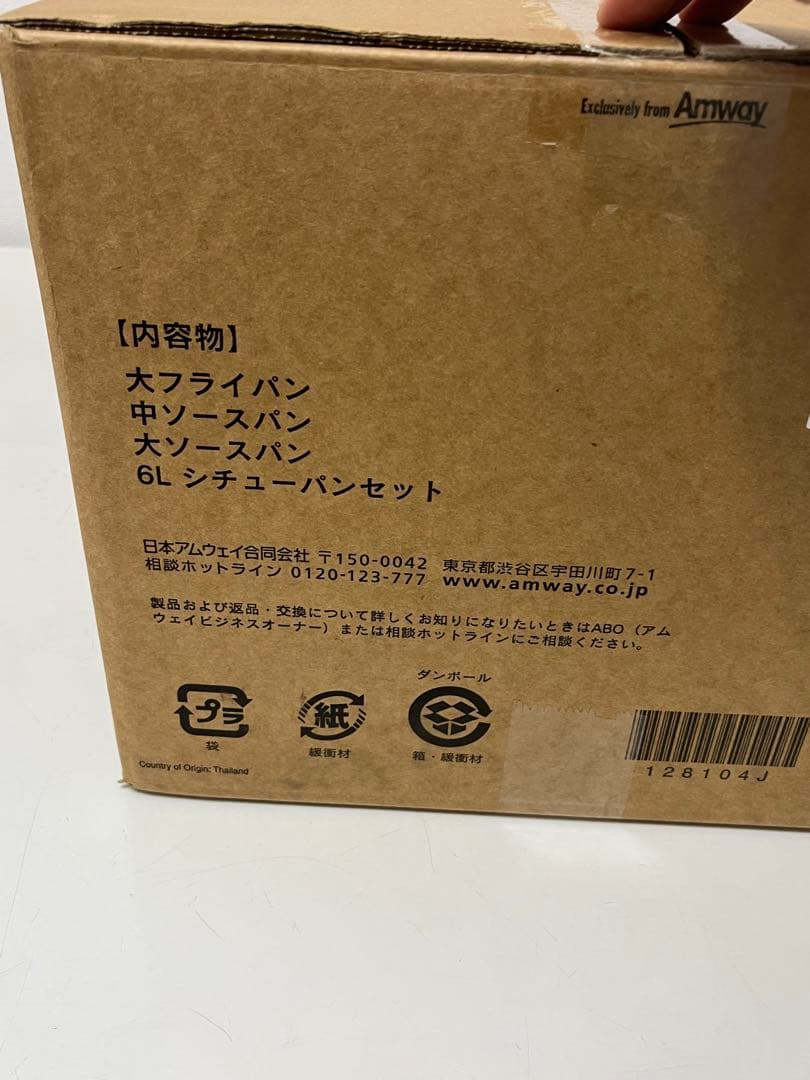 Exclusively from Amway
【内容物】
大フライパン
中ソースパン
大ソースパン
6L シチューパンセット
日本アムウェイ合同会社 〒150-0042 東京都渋谷区宇田川町7-1
相談ホットライン 0120-123-777 www.amway.co.jp
製品および返品・交換について詳しくお知りになりたいときはABO（アム
ウェイビジネスオーナー）または相談ホットラインにご相談ください。
ダンボール
プラ
紙
袋
緩衝材
箱・緩衝材
Country of Origin: Thailand
128104J